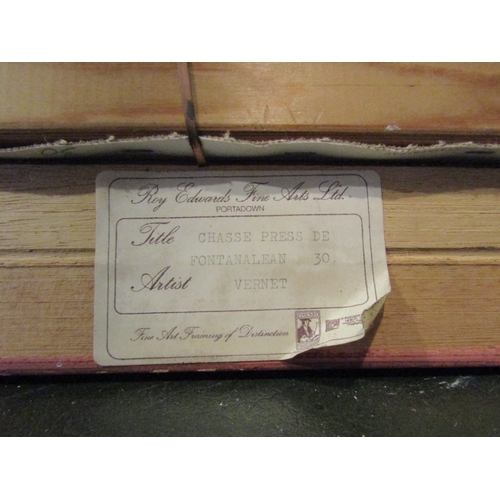 Roy Edwards Fine Arts Ltd.
PORTADOWN
Title CHASSE PRESS DE
FONTANALEAN 30
Artist VERNET
Fine Art Framing of Distinction